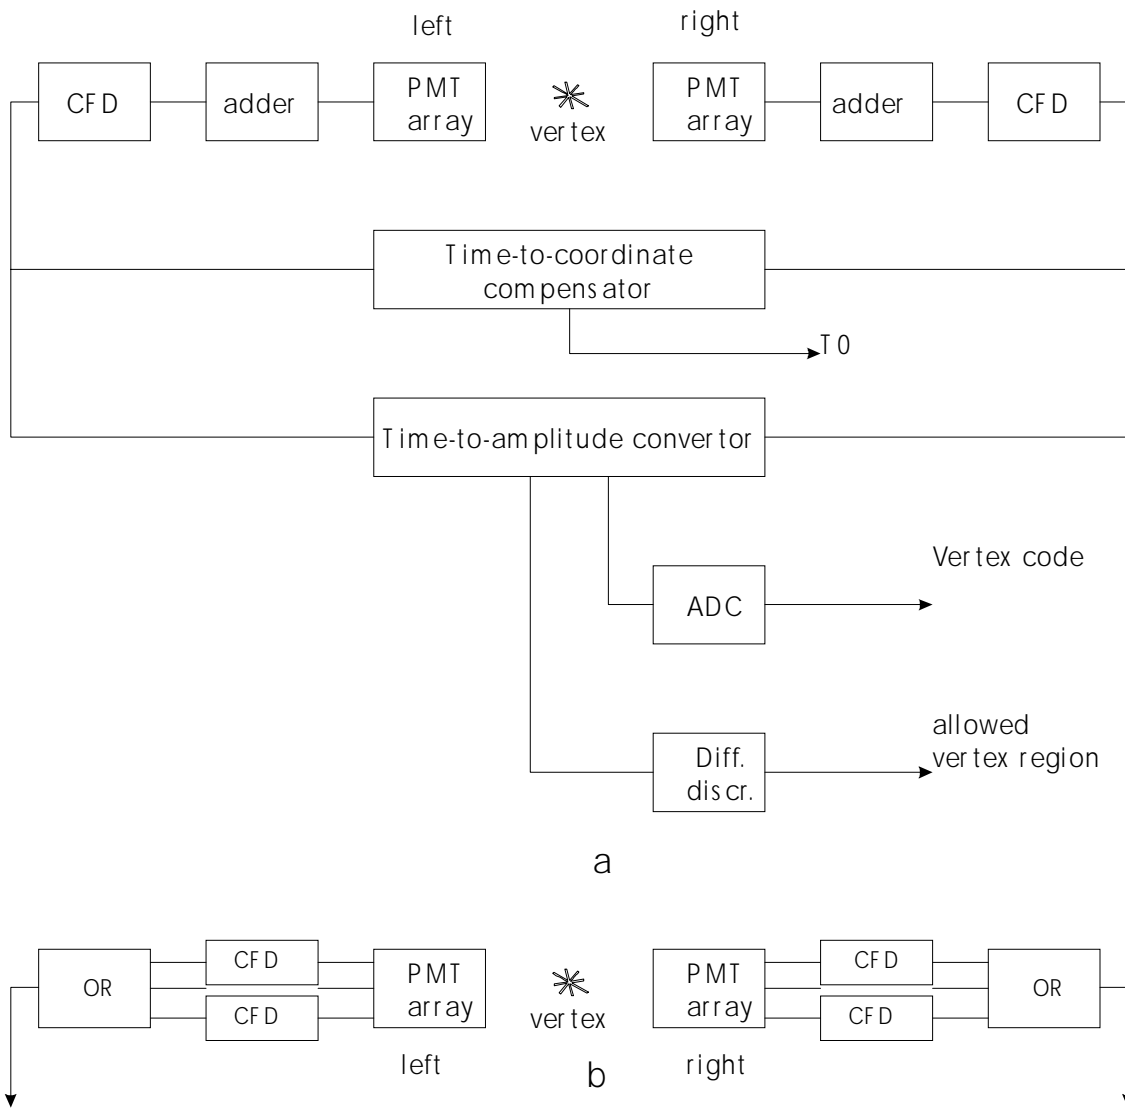 left
right
CFD
adder
PMT
array
vertex
PMT
array
adder
CFD
Time-to-coordinate
compensator
T0
Time-to-amplitude convertor
Vertex code
ADC
allowed
vertex region
Diff.
discr.
a
OR
CFD
CFD
PMT
array
vertex
PMT
array
CFD
CFD
OR
left
right
b